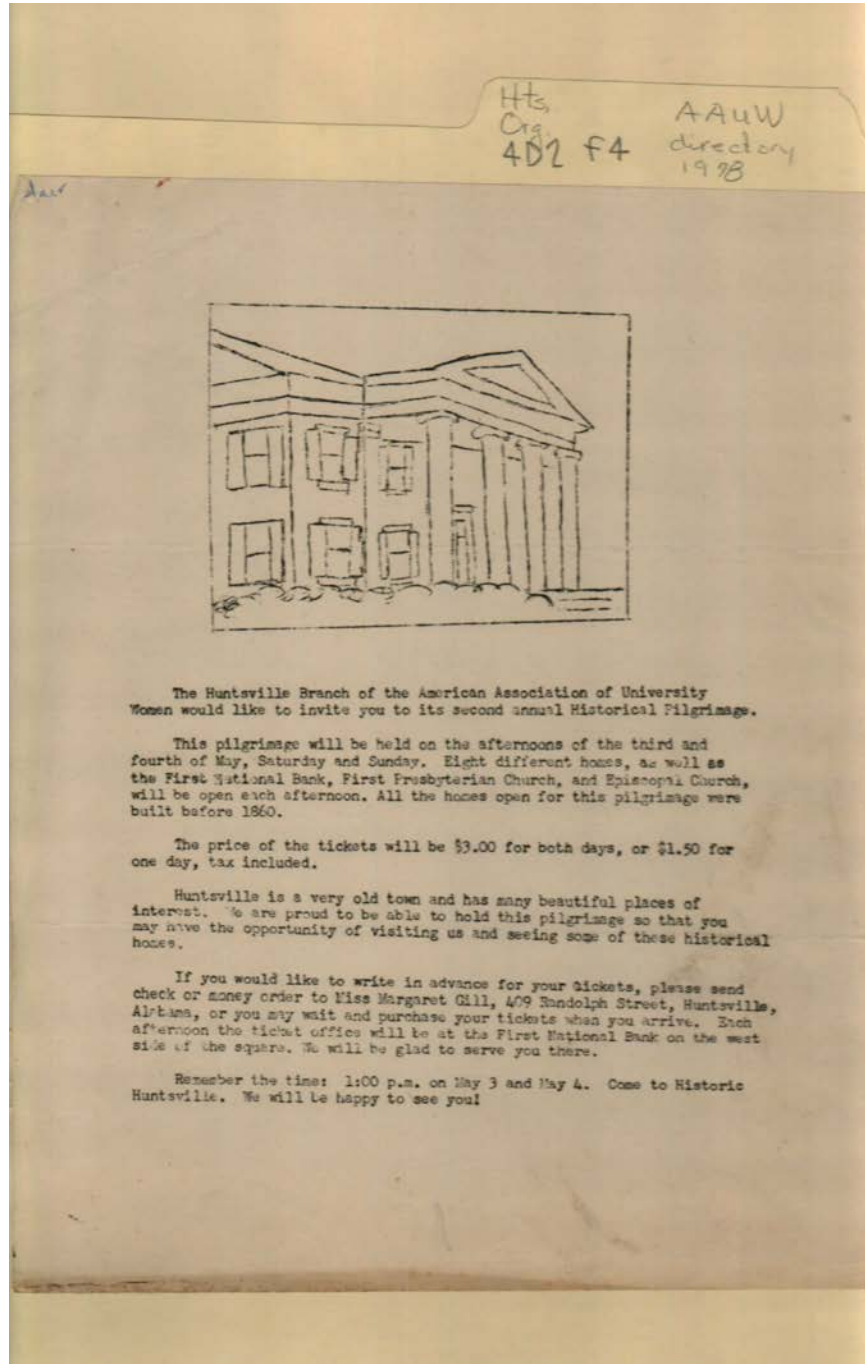 Hts,
Org.
4D2 F4
AAUW
directory
1978
The Huntsville Branch of the American Association of University
Women would like to invite you to its second annual Historical Pilgrimage.
This pilgrimage will be held on the afternoons of the third and
fourth of May, Saturday and Sunday. Eight different homes, as well as
the First National Bank, First Presbyterian Church, and Episcopal Church,
will be open each afternoon. All the homes open for this pilgrimage were
built before 1860.
The price of the tickets will be $3.00 for both days, or $1.50 for
one day, tax included.
Huntsville is a very old town and has many beautiful places of
interest. We are proud to be able to hold this pilgrimage so that you
may have the opportunity of visiting us and seeing some of these historical
homes.
If you would like to write in advance for your tickets, please send
check or money order to Miss Margaret Gill, 409 Randolph Street, Huntsville,
Alabama, or you may wait and purchase your tickets when you arrive. Each
afternoon the ticket office will be at the First National Bank on the west
side of the square. We will be glad to serve you there.
Remember the time: 1:00 p.m. on May 3 and May 4. Come to Historic
Huntsville. We will be happy to see you!